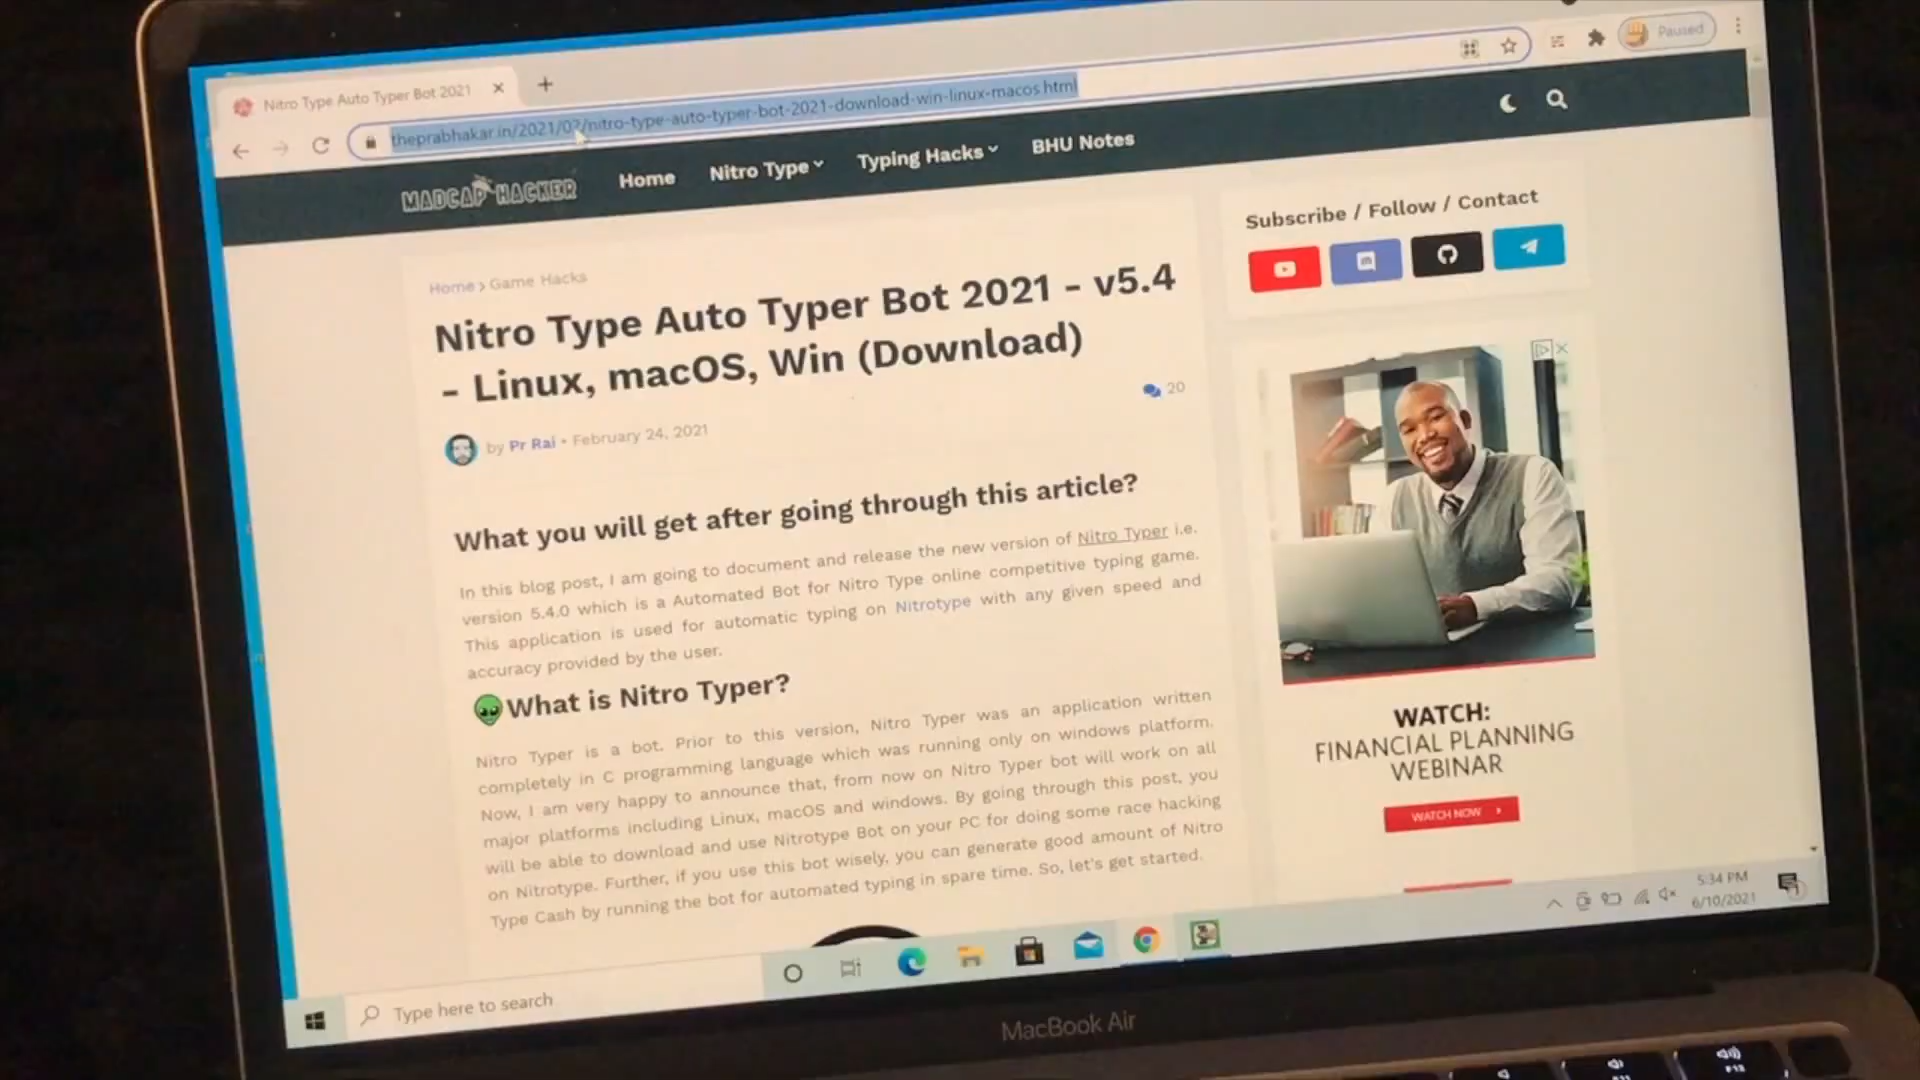 Nitro Type Auto Typer Bot 2021
Paused
theprabhakar.in/2021/02/nitro-type-auto-typer-bot-2021-download-win-linux-macos.html
MADCAP HACKER
Home
Nitro Type
Typing Hacks
BHU Notes
Home › Game Hacks
Nitro Type Auto Typer Bot 2021 - v5.4
- Linux, macOS, Win (Download)
by Pr Rai • February 24, 2021
20
What you will get after going through this article?
In this blog post, I am going to document and release the new version of Nitro Typer i.e.
version 5.4.0 which is a Automated Bot for Nitro Type online competitive typing game.
This application is used for automatic typing on Nitrotype with any given speed and
accuracy provided by the user.
What is Nitro Typer?
Nitro Typer is a bot. Prior to this version, Nitro Typer was an application written
completely in C programming language which was running only on windows platform.
Now, I am very happy to announce that, from now on Nitro Typer bot will work on all
major platforms including Linux, macOS and windows. By going through this post, you
will be able to download and use Nitrotype Bot on your PC for doing some race hacking
on Nitrotype. Further, if you use this bot wisely, you can generate good amount of Nitro
Type Cash by running the bot for automated typing in spare time. So, let's get started.
Subscribe / Follow / Contact
WATCH:
FINANCIAL PLANNING
WEBINAR
WATCH NOW
Type here to search
5:34 PM
6/10/2021
MacBook Air
F12